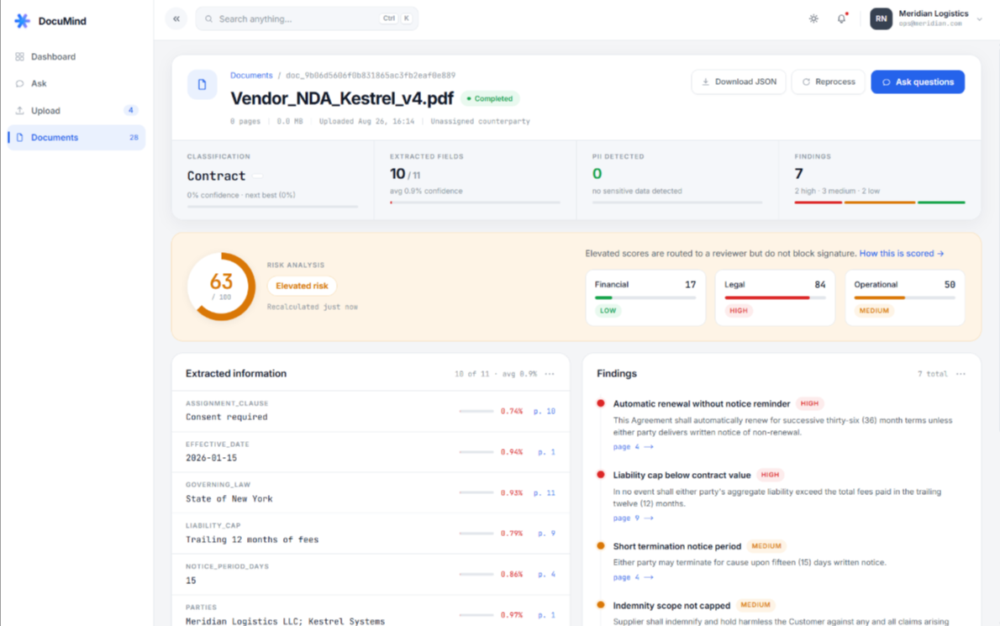 DocuMind
Search anything...
Ctrl K
RN
Meridian Logistics
ops@meridian.com
Dashboard
Ask
Upload 4
Documents 28
Documents / doc_9b06d5606f0b831865ac3fb2eaf0e889
Vendor_NDA_Kestrel_v4.pdf Completed
0 pages 0.0 MB Uploaded Aug 26, 16:14 Unassigned counterparty
Download JSON
Reprocess
Ask questions
CLASSIFICATION
Contract
0% confidence · next best (0%)
EXTRACTED FIELDS
10 / 11
avg 0.9% confidence
PII DETECTED
0
no sensitive data detected
FINDINGS
7
2 high · 3 medium · 2 low
63
/ 100
RISK ANALYSIS
Elevated risk
Recalculated just now
Elevated scores are routed to a reviewer but do not block signature. How this is scored →
Financial 17
LOW
Legal 84
HIGH
Operational 50
MEDIUM
Extracted information 10 of 11 · avg 0.9% ···
ASSIGNMENT_CLAUSE
Consent required 0.74% p. 10
EFFECTIVE_DATE
2026-01-15 0.94% p. 1
GOVERNING_LAW
State of New York 0.93% p. 11
LIABILITY_CAP
Trailing 12 months of fees 0.79% p. 9
NOTICE_PERIOD_DAYS
15 0.86% p. 4
PARTIES
Meridian Logistics LLC; Kestrel Systems 0.97% p. 1
Findings 7 total ···
Automatic renewal without notice reminder HIGH
This Agreement shall automatically renew for successive thirty-six (36) month terms unless
either party delivers written notice of non-renewal.
page 4 →
Liability cap below contract value HIGH
In no event shall either party's aggregate liability exceed the total fees paid in the trailing
twelve (12) months.
page 9 →
Short termination notice period MEDIUM
Either party may terminate for cause upon fifteen (15) days written notice.
page 4 →
Indemnity scope not capped MEDIUM
Supplier shall indemnify and hold harmless the Customer against any and all claims arising